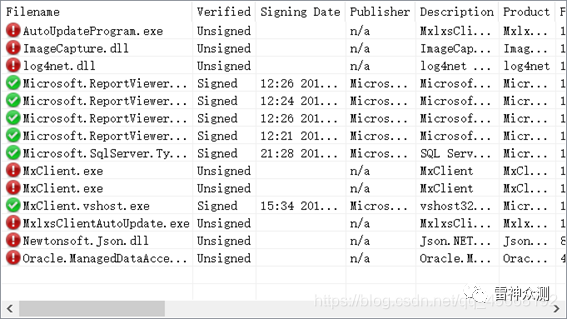 Filename Verified Signing Date Publisher Description Product F
AutoUpdateProgram.exe Unsigned n/a MxlxsCli... Mxlx...
ImageCapture.dll Unsigned n/a ImageCap... Imag...
log4net.dll Unsigned n/a log4net ... log4net
Microsoft.ReportViewer... Signed 12:26 201... Micros... Microsof... Micr...
Microsoft.ReportViewer... Signed 12:24 201... Micros... Microsof... Micr...
Microsoft.ReportViewer... Signed 12:26 201... Micros... Microsof... Micr...
Microsoft.ReportViewer... Signed 12:21 201... Micros... Microsof... Micr...
Microsoft.SqlServer.Ty... Signed 21:28 201... Micros... SQL Serv... Micr...
MxClient.exe Unsigned n/a MxClient MxCl...
MxClient.exe Unsigned n/a MxClient MxCl...
MxClient.vshost.exe Signed 15:34 201... Micros... vshost32... Micr...
MxlxsClientAutoUpdate.exe Unsigned n/a MxlxsCli... Mxlx...
Newtonsoft.Json.dll Unsigned n/a Json.NET... Json... 8
Oracle.ManagedDataAcce... Unsigned n/a Oracle.M... Orac... 4
雷神众测